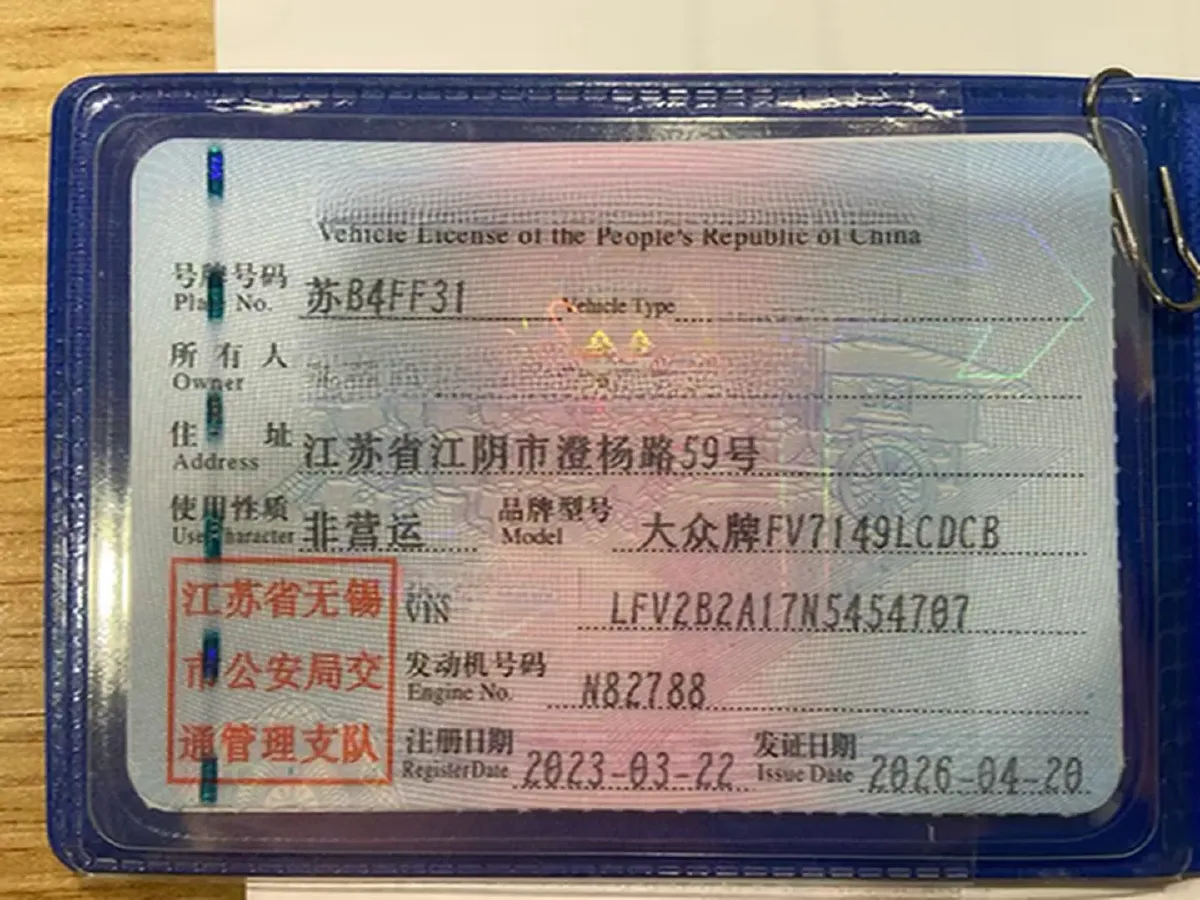 Vehicle License of the People's Republic of China
号牌号码 苏B4FF31
Plate No. Vehicle Type
所有人
Owner
住址 江苏省江阴市澄杨路59号
Address
使用性质 非营运 品牌型号 大众牌FV7149LCDCB
Use Character Model
江苏省无锡
市公安局交
通管理支队
VIN LFV2B2A17N5454707
发动机号码 N82788
Engine No.
注册日期 2023-03-22 发证日期 2026-04-20
Register Date Issue Date